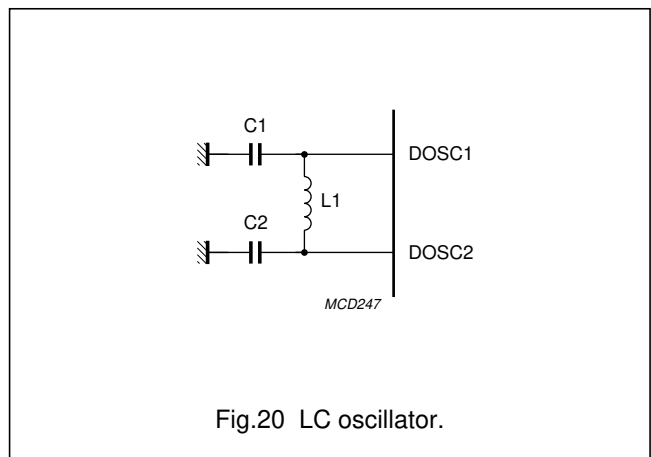 C1
DOSC1
L1
C2
DOSC2
MCD247
Fig.20 LC oscillator.